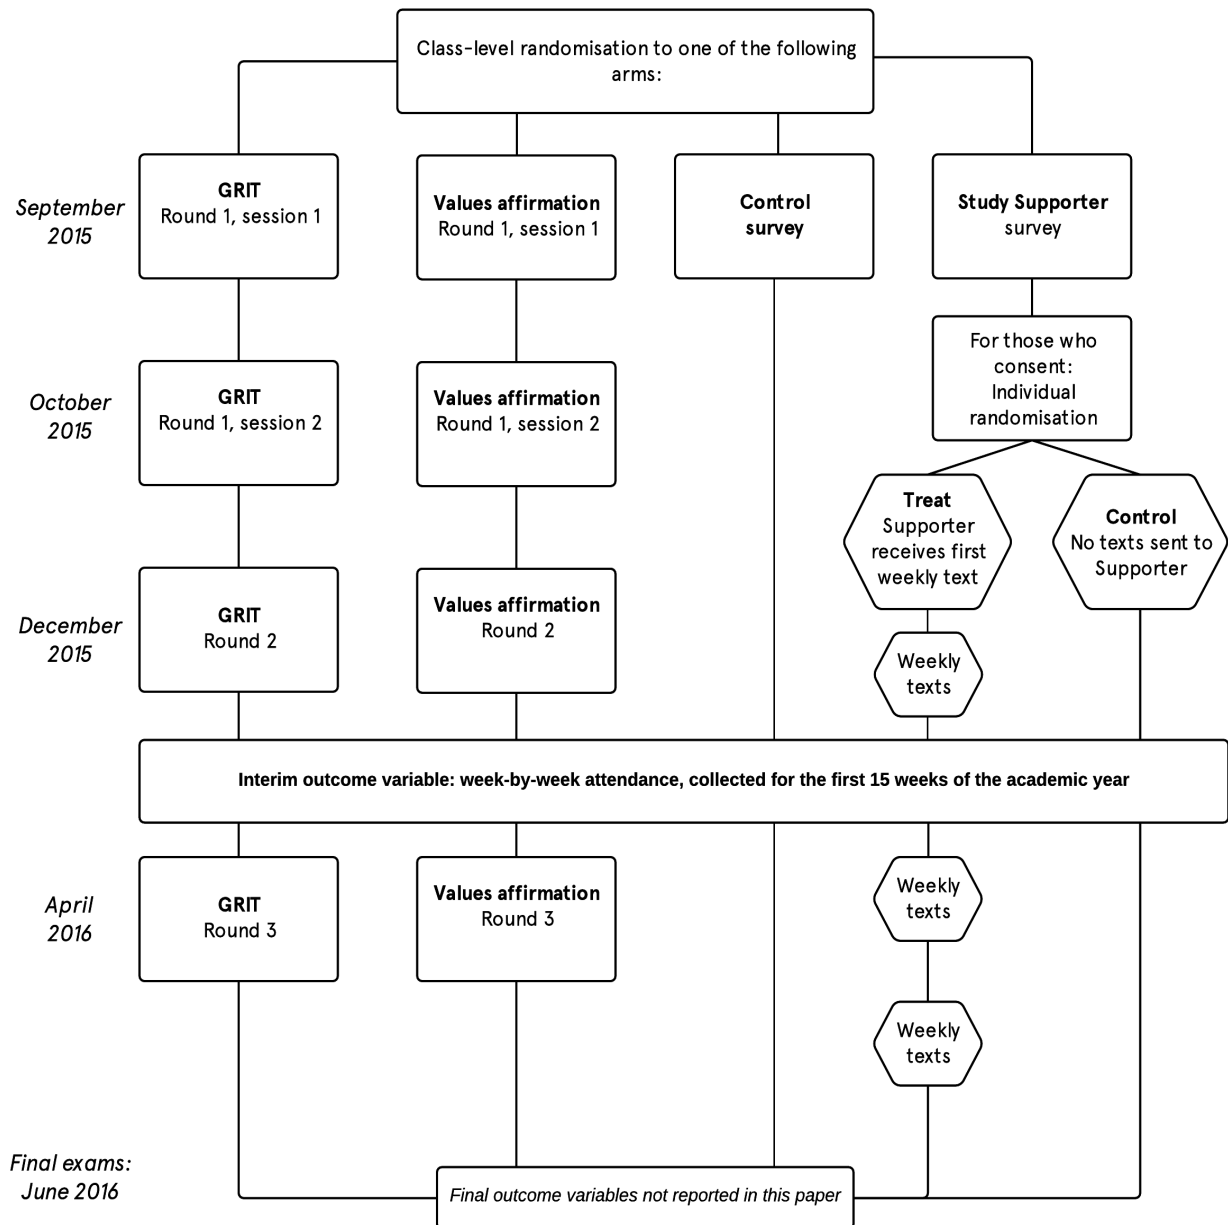 Class-level randomisation to one of the following
arms:
September
2015
GRIT
Round 1, session 1
Values affirmation
Round 1, session 1
Control
survey
Study Supporter
survey
For those who
consent:
Individual
randomisation
October
2015
GRIT
Round 1, session 2
Values affirmation
Round 1, session 2
Treat
Supporter
receives first
weekly text
Control
No texts sent to
Supporter
December
2015
GRIT
Round 2
Values affirmation
Round 2
Weekly
texts
Interim outcome variable: week-by-week attendance, collected for the first 15 weeks of the academic year
April
2016
GRIT
Round 3
Values affirmation
Round 3
Weekly
texts
Weekly
texts
Final exams:
June 2016
Final outcome variables not reported in this paper